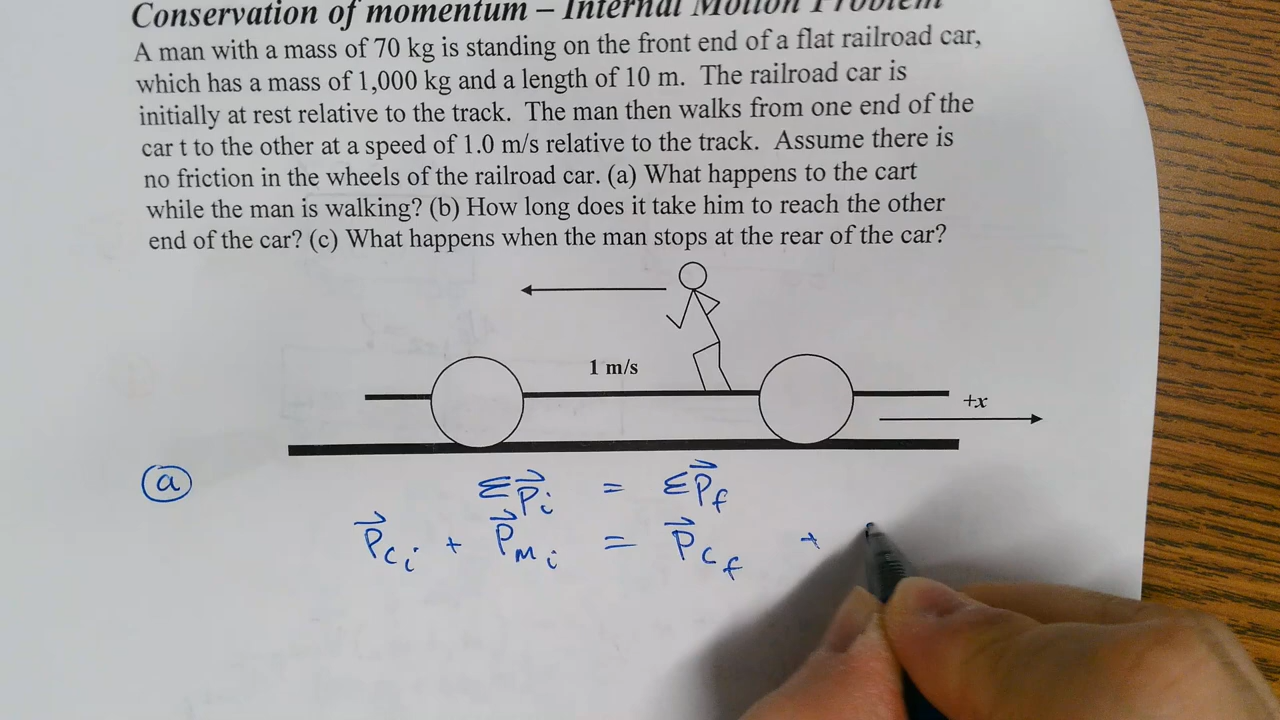 Conservation of momentum – Internal Motion Problem
A man with a mass of 70 kg is standing on the front end of a flat railroad car,
which has a mass of 1,000 kg and a length of 10 m. The railroad car is
initially at rest relative to the track. The man then walks from one end of the
car t to the other at a speed of 1.0 m/s relative to the track. Assume there is
no friction in the wheels of the railroad car. (a) What happens to the cart
while the man is walking? (b) How long does it take him to reach the other
end of the car? (c) What happens when the man stops at the rear of the car?
1 m/s
+x
(a) Σp⃗i = Σp⃗f
P⃗Ci + P⃗Mi = P⃗Cf +